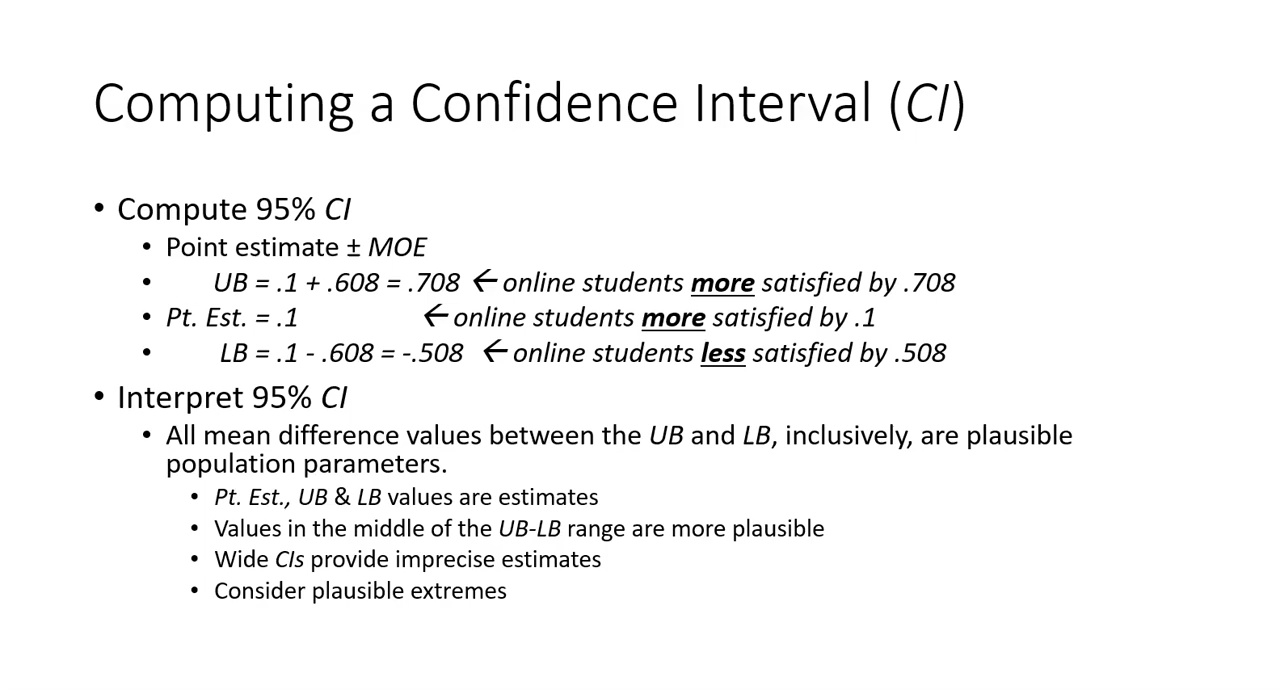 Computing a Confidence Interval (CI)
• Compute 95% CI
• Point estimate ± MOE
• UB = .1 + .608 = .708 ← online students more satisfied by .708
• Pt. Est. = .1 ← online students more satisfied by .1
• LB = .1 - .608 = -.508 ← online students less satisfied by .508
• Interpret 95% CI
• All mean difference values between the UB and LB, inclusively, are plausible
population parameters.
• Pt. Est., UB & LB values are estimates
• Values in the middle of the UB-LB range are more plausible
• Wide CIs provide imprecise estimates
• Consider plausible extremes